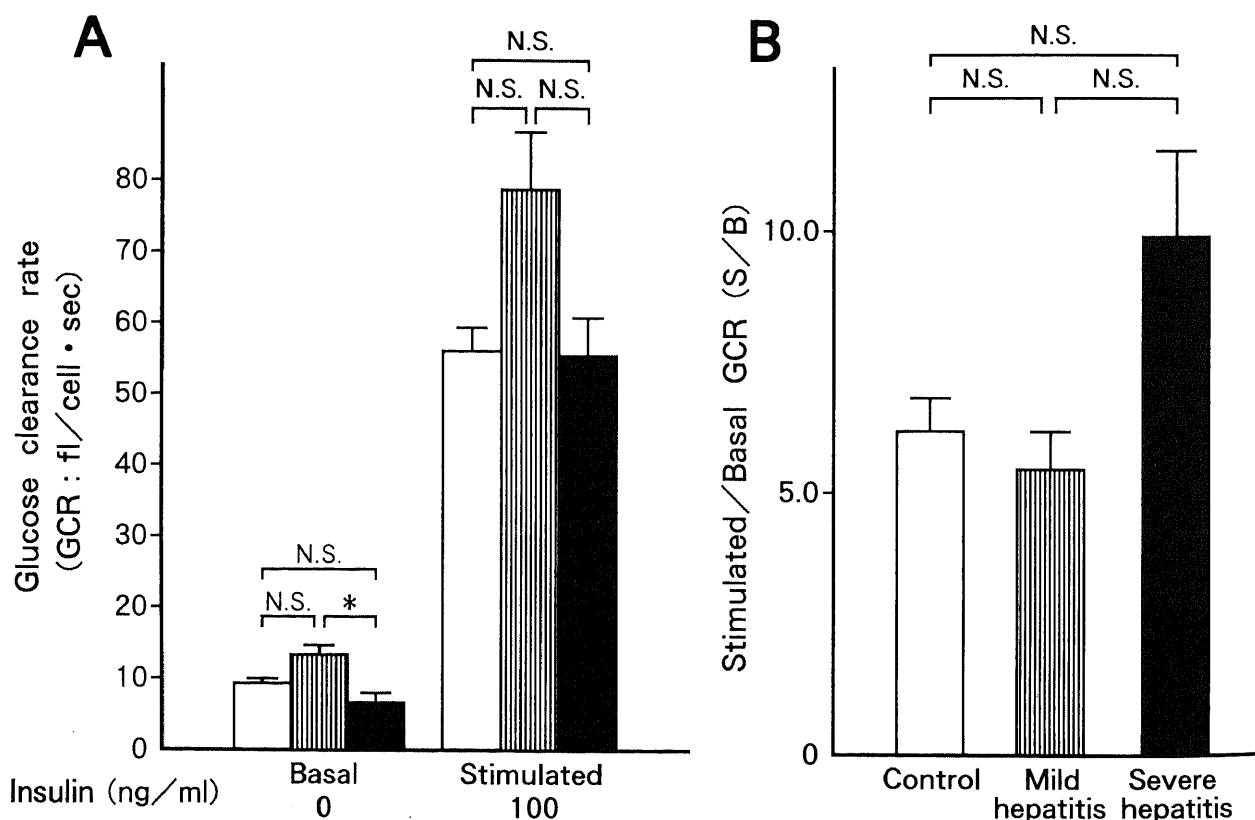 A
Glucose clearance rate
(GCR : fl/cell • sec)
80
70
60
50
40
30
20
10
0
N.S.
N.S.
*
N.S.
N.S.
N.S.
Basal
Stimulated
Insulin (ng/ml)
0
100
B
Stimulated/Basal GCR (S/B)
10.0
5.0
0
N.S.
N.S.
N.S.
Control
Mild
hepatitis
Severe
hepatitis